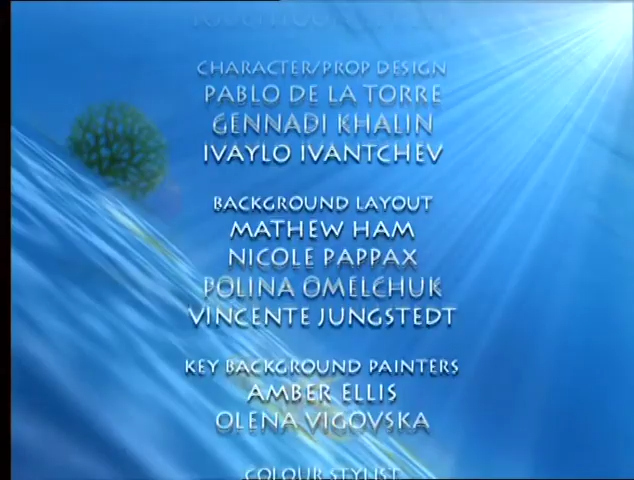 CHARACTER/PROP DESIGN
PABLO DE LA TORRE
GENNADI KHALIN
IVAYLO IVANTCHEV
BACKGROUND LAYOUT
MATHEW HAM
NICOLE PAPPAX
POLINA OMELCHUK
VINCENTE JUNGSTEDT
KEY BACKGROUND PAINTERS
AMBER ELLIS
OLENA VIGOVSKA
COLOUR STYLIST